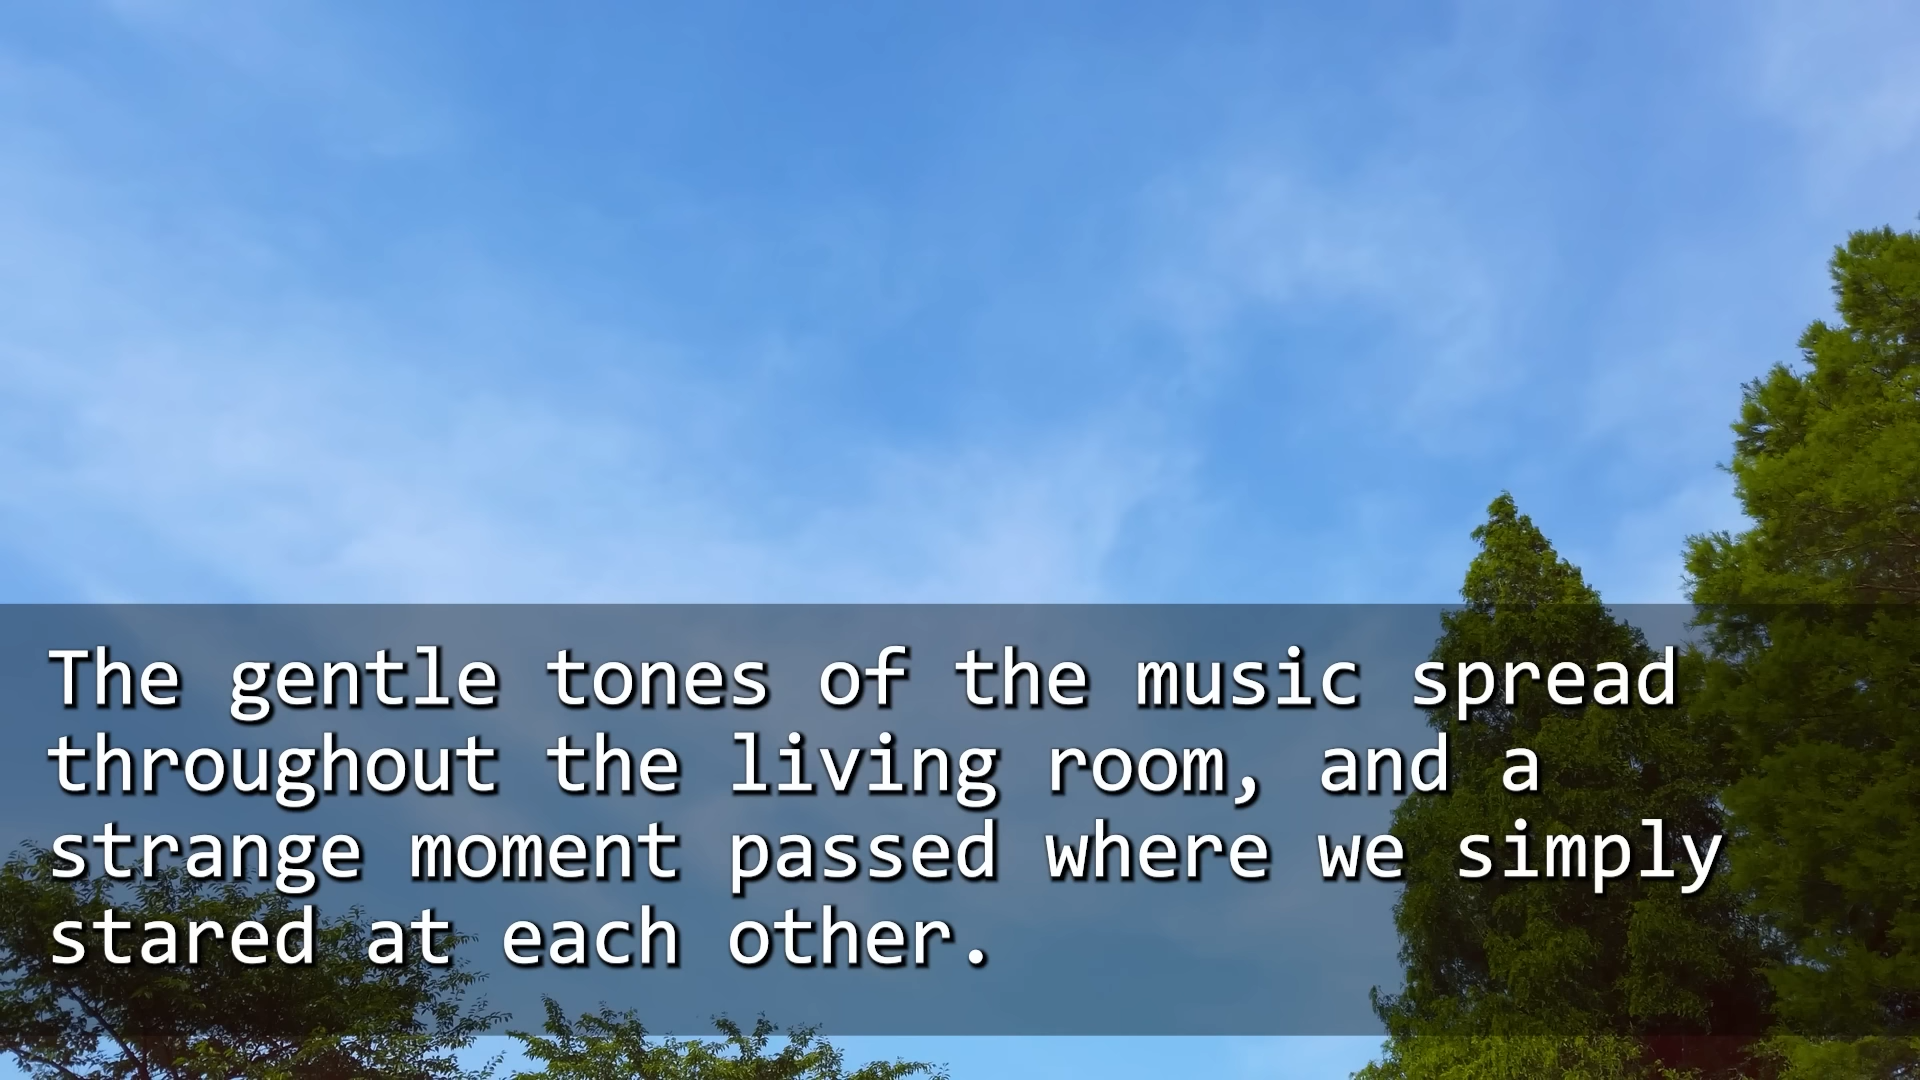 The gentle tones of the music spread
throughout the living room, and a
strange moment passed where we simply
stared at each other.